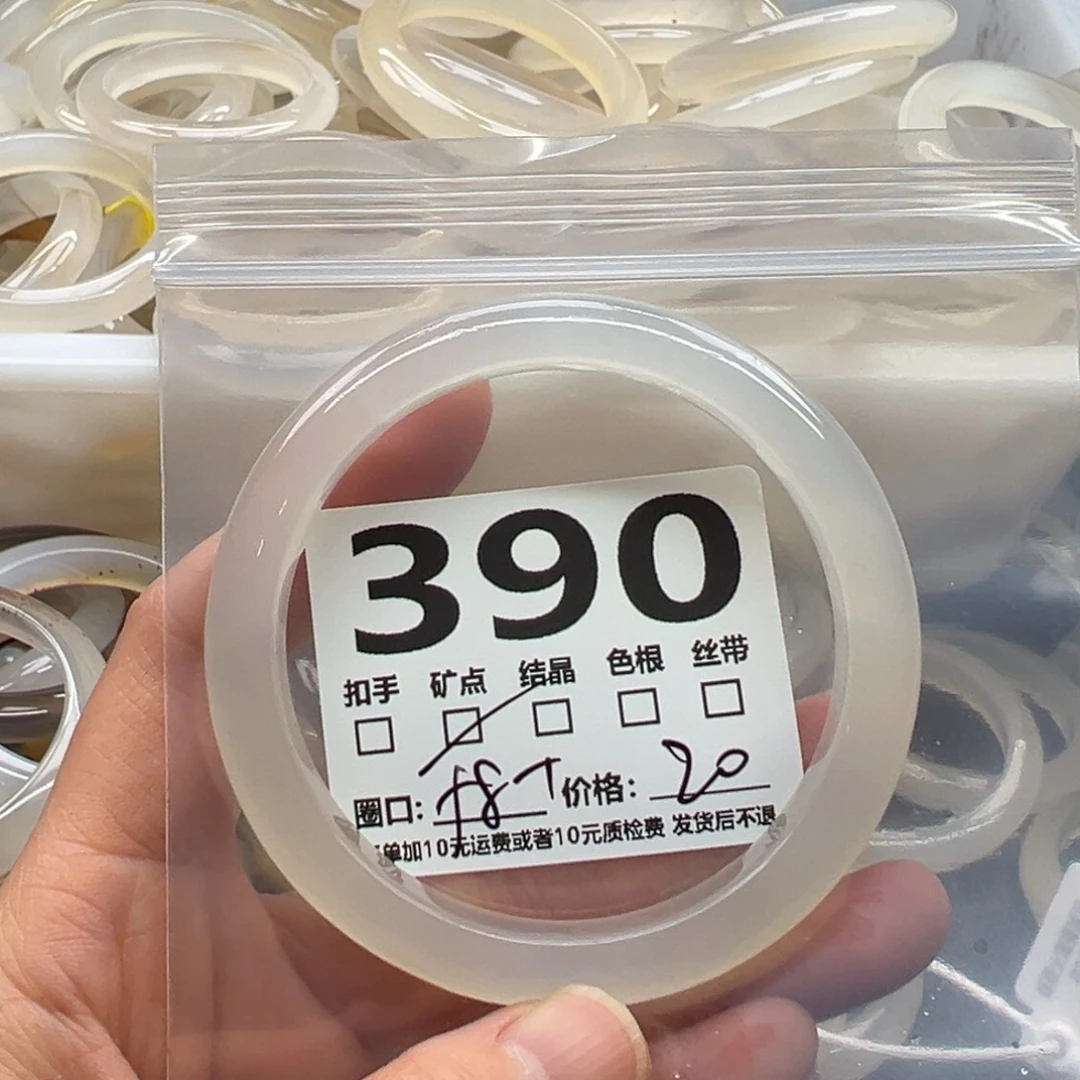 390
扣手 矿点 结晶 色根 丝带
圈口: 58- 价格: 20
单加10元运费或者10元质检费 发货后不退